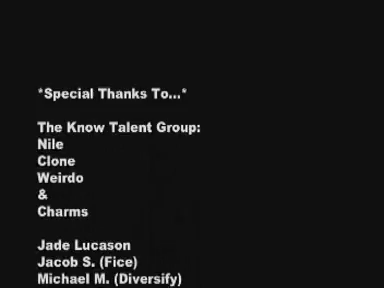 *Special Thanks To...*
The Know Talent Group:
Nile
Clone
Weirdo
&
Charms
Jade Lucason
Jacob S. (Fice)
Michael M. (Diversify)